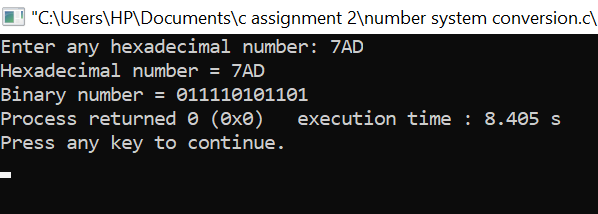 "C:\Users\HP\Documents\c assignment 2\number system conversion.c\
Enter any hexadecimal number: 7AD
Hexadecimal number = 7AD
Binary number = 011110101101
Process returned 0 (0x0)   execution time : 8.405 s
Press any key to continue.